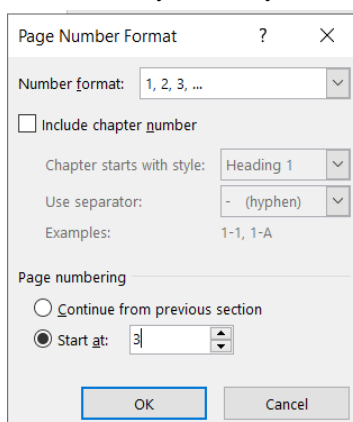 Page Number Format ? ×
Number format: 1, 2, 3, ...
Include chapter number
Chapter starts with style: Heading 1
Use separator: - (hyphen)
Examples: 1-1, 1-A
Page numbering
Continue from previous section
Start at: 3
OK Cancel